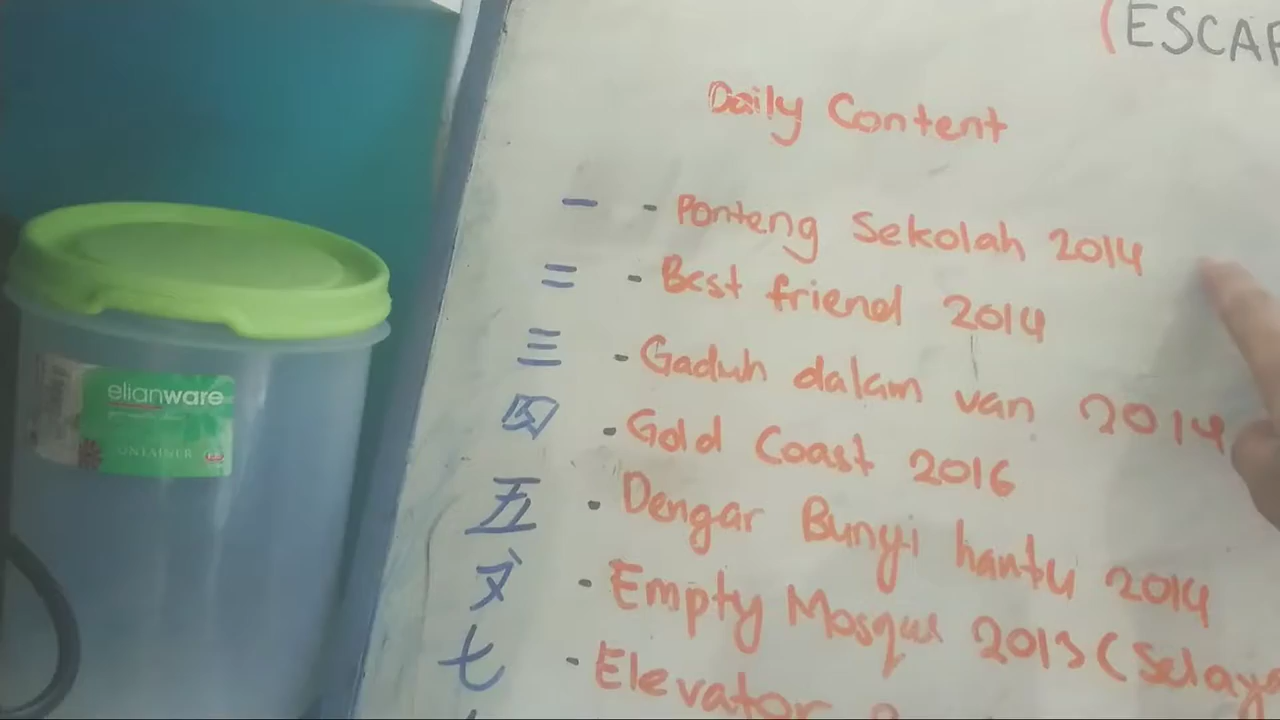 (ESCAP
Daily Content
一 - Ponteng Sekolah 2014
二 - Best friend 2014
三 - Gaduh dalam van 2014
四 - Gold Coast 2016
五 - Dengar Bunyi hantu 2014
- Empty Mosque 2013 (Selaya
七 - Elevator
elianware
CONTAINER